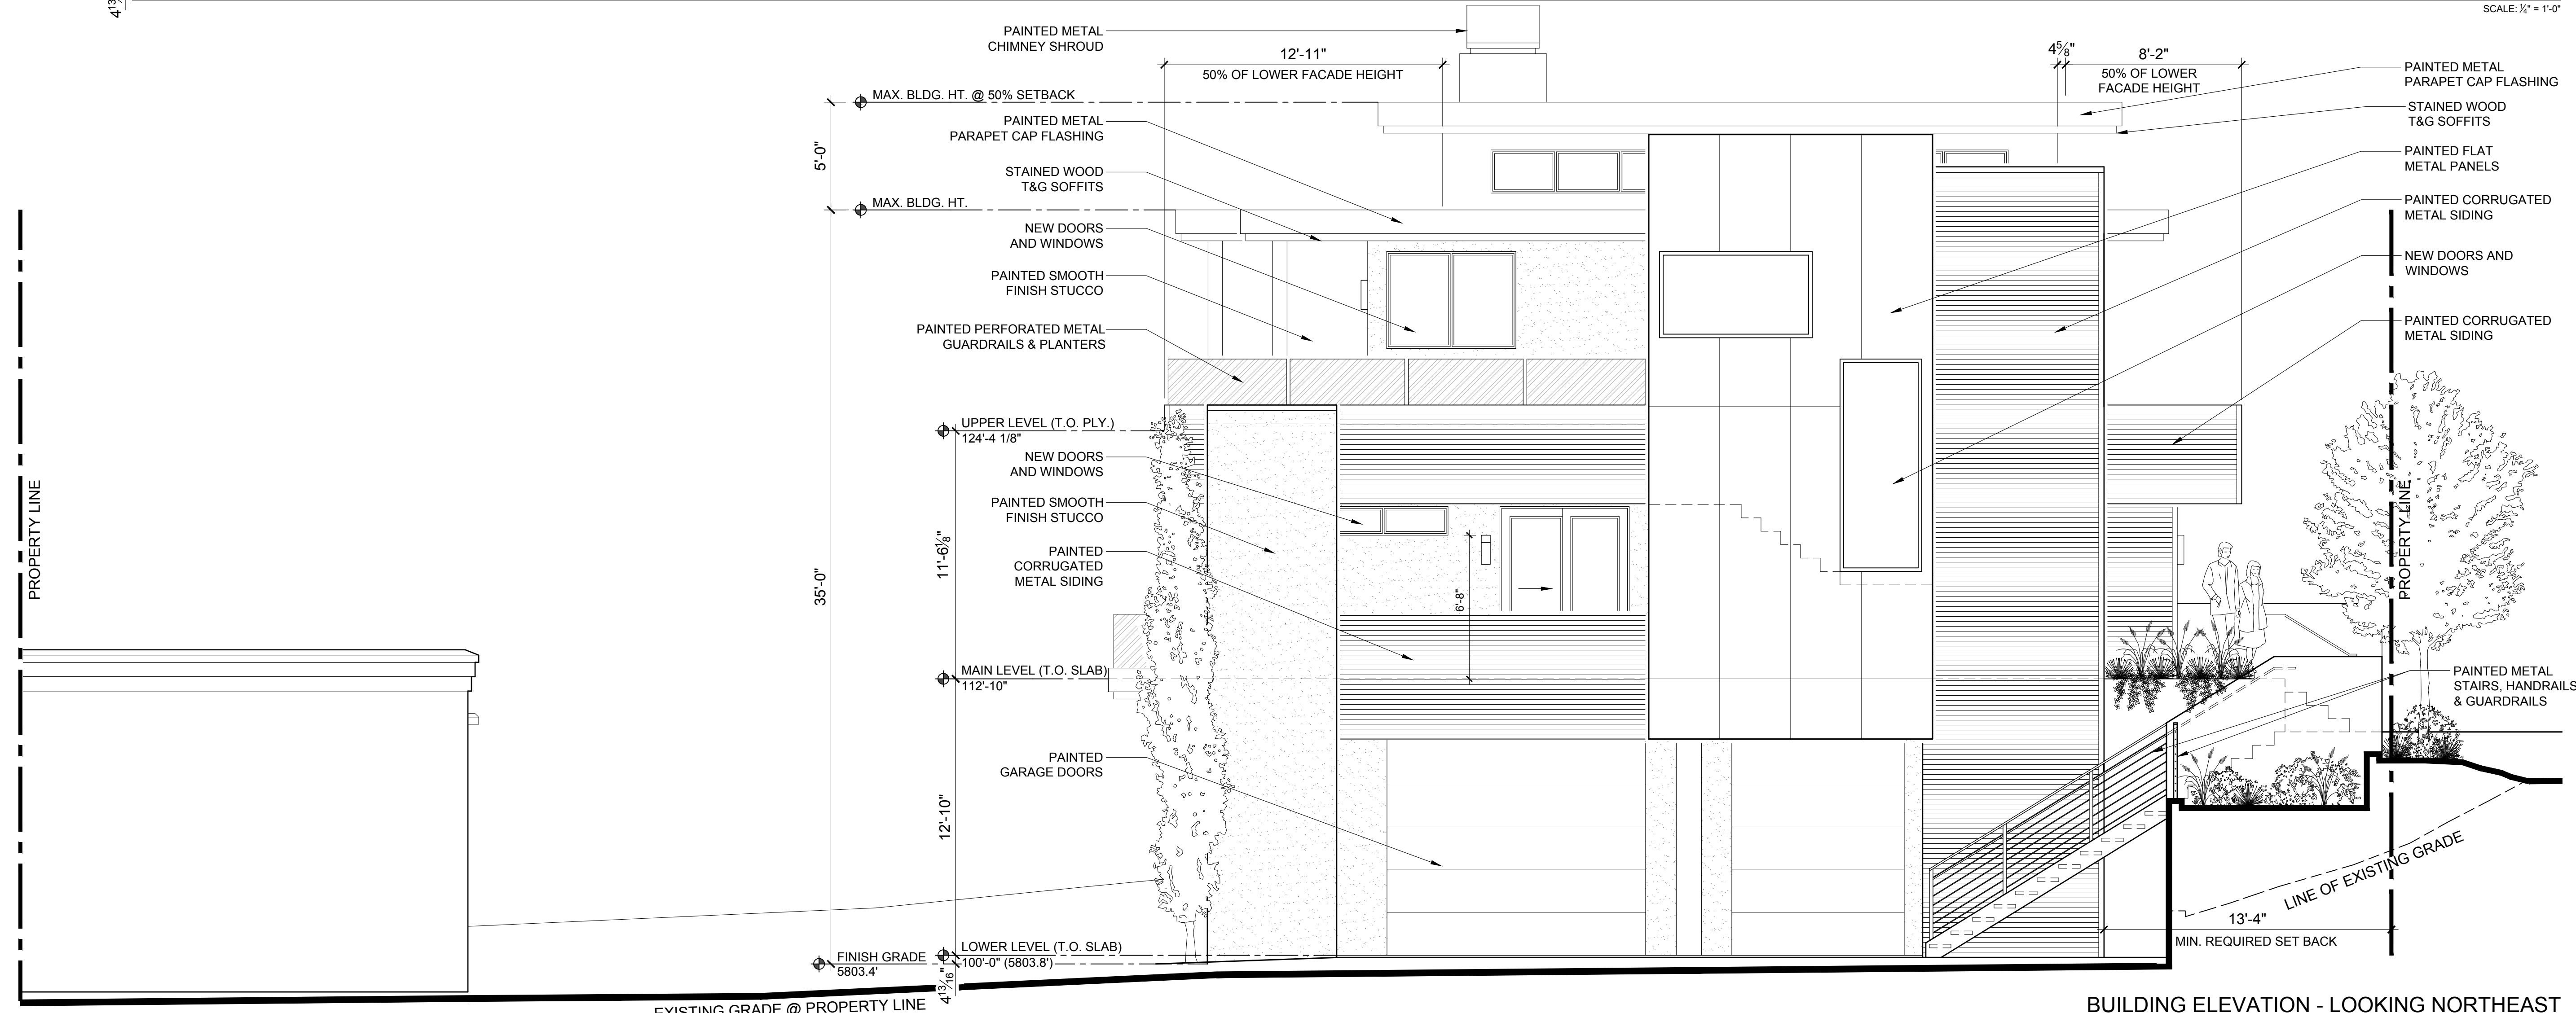 SCALE: ¼" = 1'-0"
4 13
PAINTED METAL
CHIMNEY SHROUD
12'-11"
50% OF LOWER FACADE HEIGHT
4⅝"
8'-2"
50% OF LOWER
FACADE HEIGHT
PAINTED METAL
PARAPET CAP FLASHING
MAX. BLDG. HT. @ 50% SETBACK
STAINED WOOD
T&G SOFFITS
PAINTED METAL
PARAPET CAP FLASHING
5'-0"
PAINTED FLAT
METAL PANELS
STAINED WOOD
T&G SOFFITS
MAX. BLDG. HT.
PAINTED CORRUGATED
METAL SIDING
NEW DOORS
AND WINDOWS
NEW DOORS AND
WINDOWS
PAINTED SMOOTH
FINISH STUCCO
PAINTED PERFORATED METAL
GUARDRAILS & PLANTERS
PAINTED CORRUGATED
METAL SIDING
UPPER LEVEL (T.O. PLY.)
124'-4 1/8"
NEW DOORS
AND WINDOWS
PAINTED SMOOTH
FINISH STUCCO
PROPERTY LINE
PROPERTY LINE
11'-6⅛"
35'-0"
PAINTED
CORRUGATED
METAL SIDING
6'-8"
MAIN LEVEL (T.O. SLAB)
112'-10"
PAINTED METAL
STAIRS, HANDRAILS
& GUARDRAILS
PAINTED
GARAGE DOORS
12'-10"
LINE OF EXISTING GRADE
13'-4"
MIN. REQUIRED SET BACK
LOWER LEVEL (T.O. SLAB)
100'-0" (5803.8')
FINISH GRADE
5803.4'
4 13/16"
EXISTING GRADE @ PROPERTY LINE
BUILDING ELEVATION - LOOKING NORTHEAST